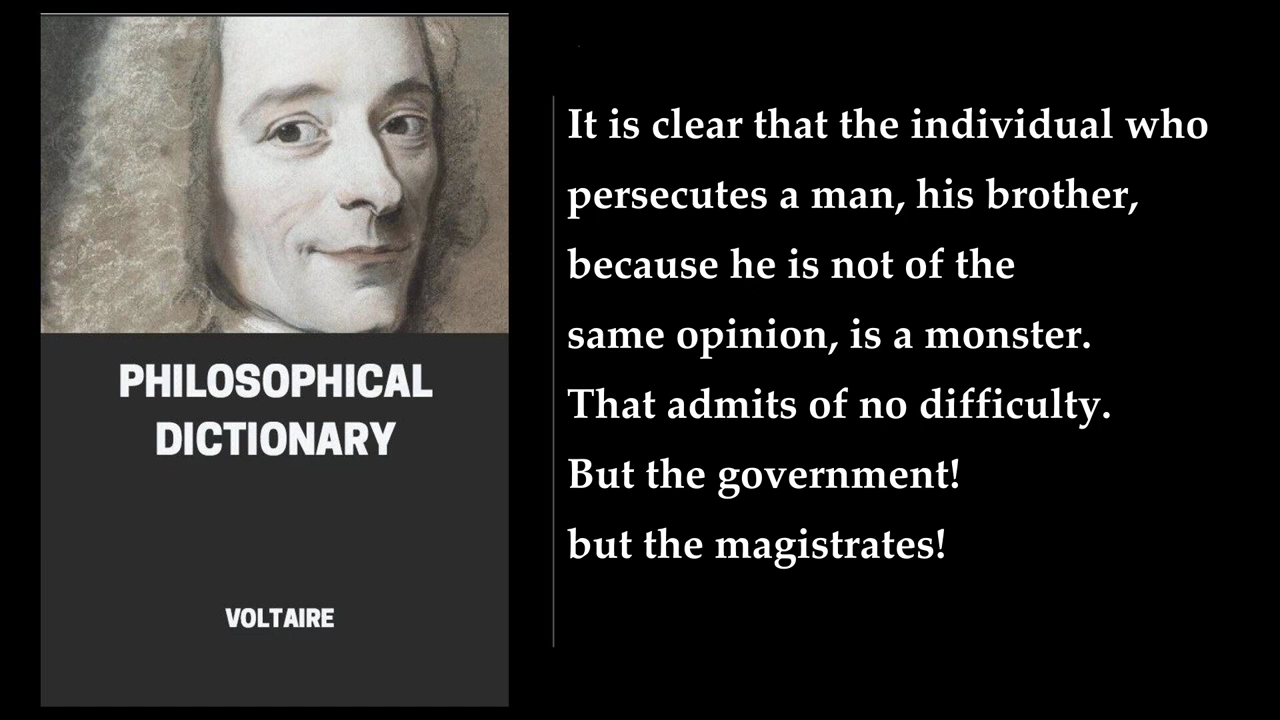 PHILOSOPHICAL
DICTIONARY
VOLTAIRE
It is clear that the individual who
persecutes a man, his brother,
because he is not of the
same opinion, is a monster.
That admits of no difficulty.
But the government!
but the magistrates!